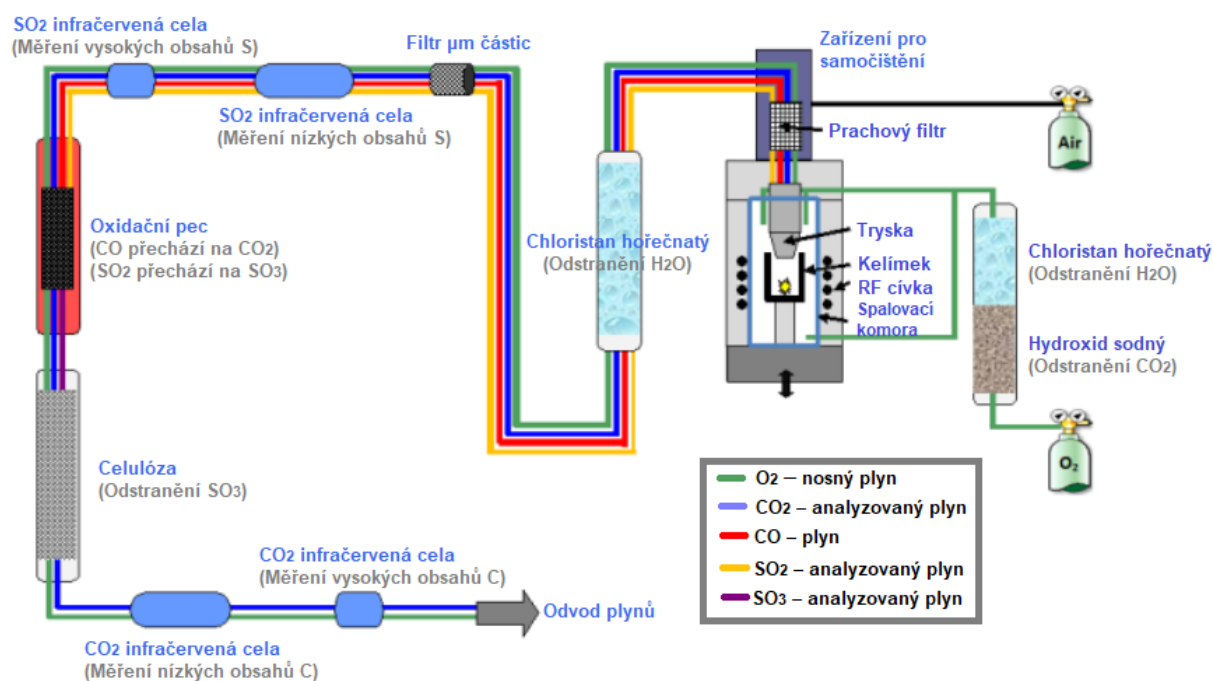 SO2 infračervená cela
(Měření vysokých obsahů S)
Filtr µm částic
SO2 infračervená cela
(Měření nízkých obsahů S)
Zařízení pro
samočištění
Prachový filtr
Air
Oxidační pec
(CO přechází na CO2)
(SO2 přechází na SO3)
Chloristan hořečnatý
(Odstranění H2O)
Tryska
Kelímek
RF cívka
Spalovací
komora
Chloristan hořečnatý
(Odstranění H2O)
Hydroxid sodný
(Odstranění CO2)
O2
Celulóza
(Odstranění SO3)
CO2 infračervená cela
(Měření vysokých obsahů C)
Odvod plynů
CO2 infračervená cela
(Měření nízkých obsahů C)
O2 – nosný plyn
CO2 – analyzovaný plyn
CO – plyn
SO2 – analyzovaný plyn
SO3 – analyzovaný plyn